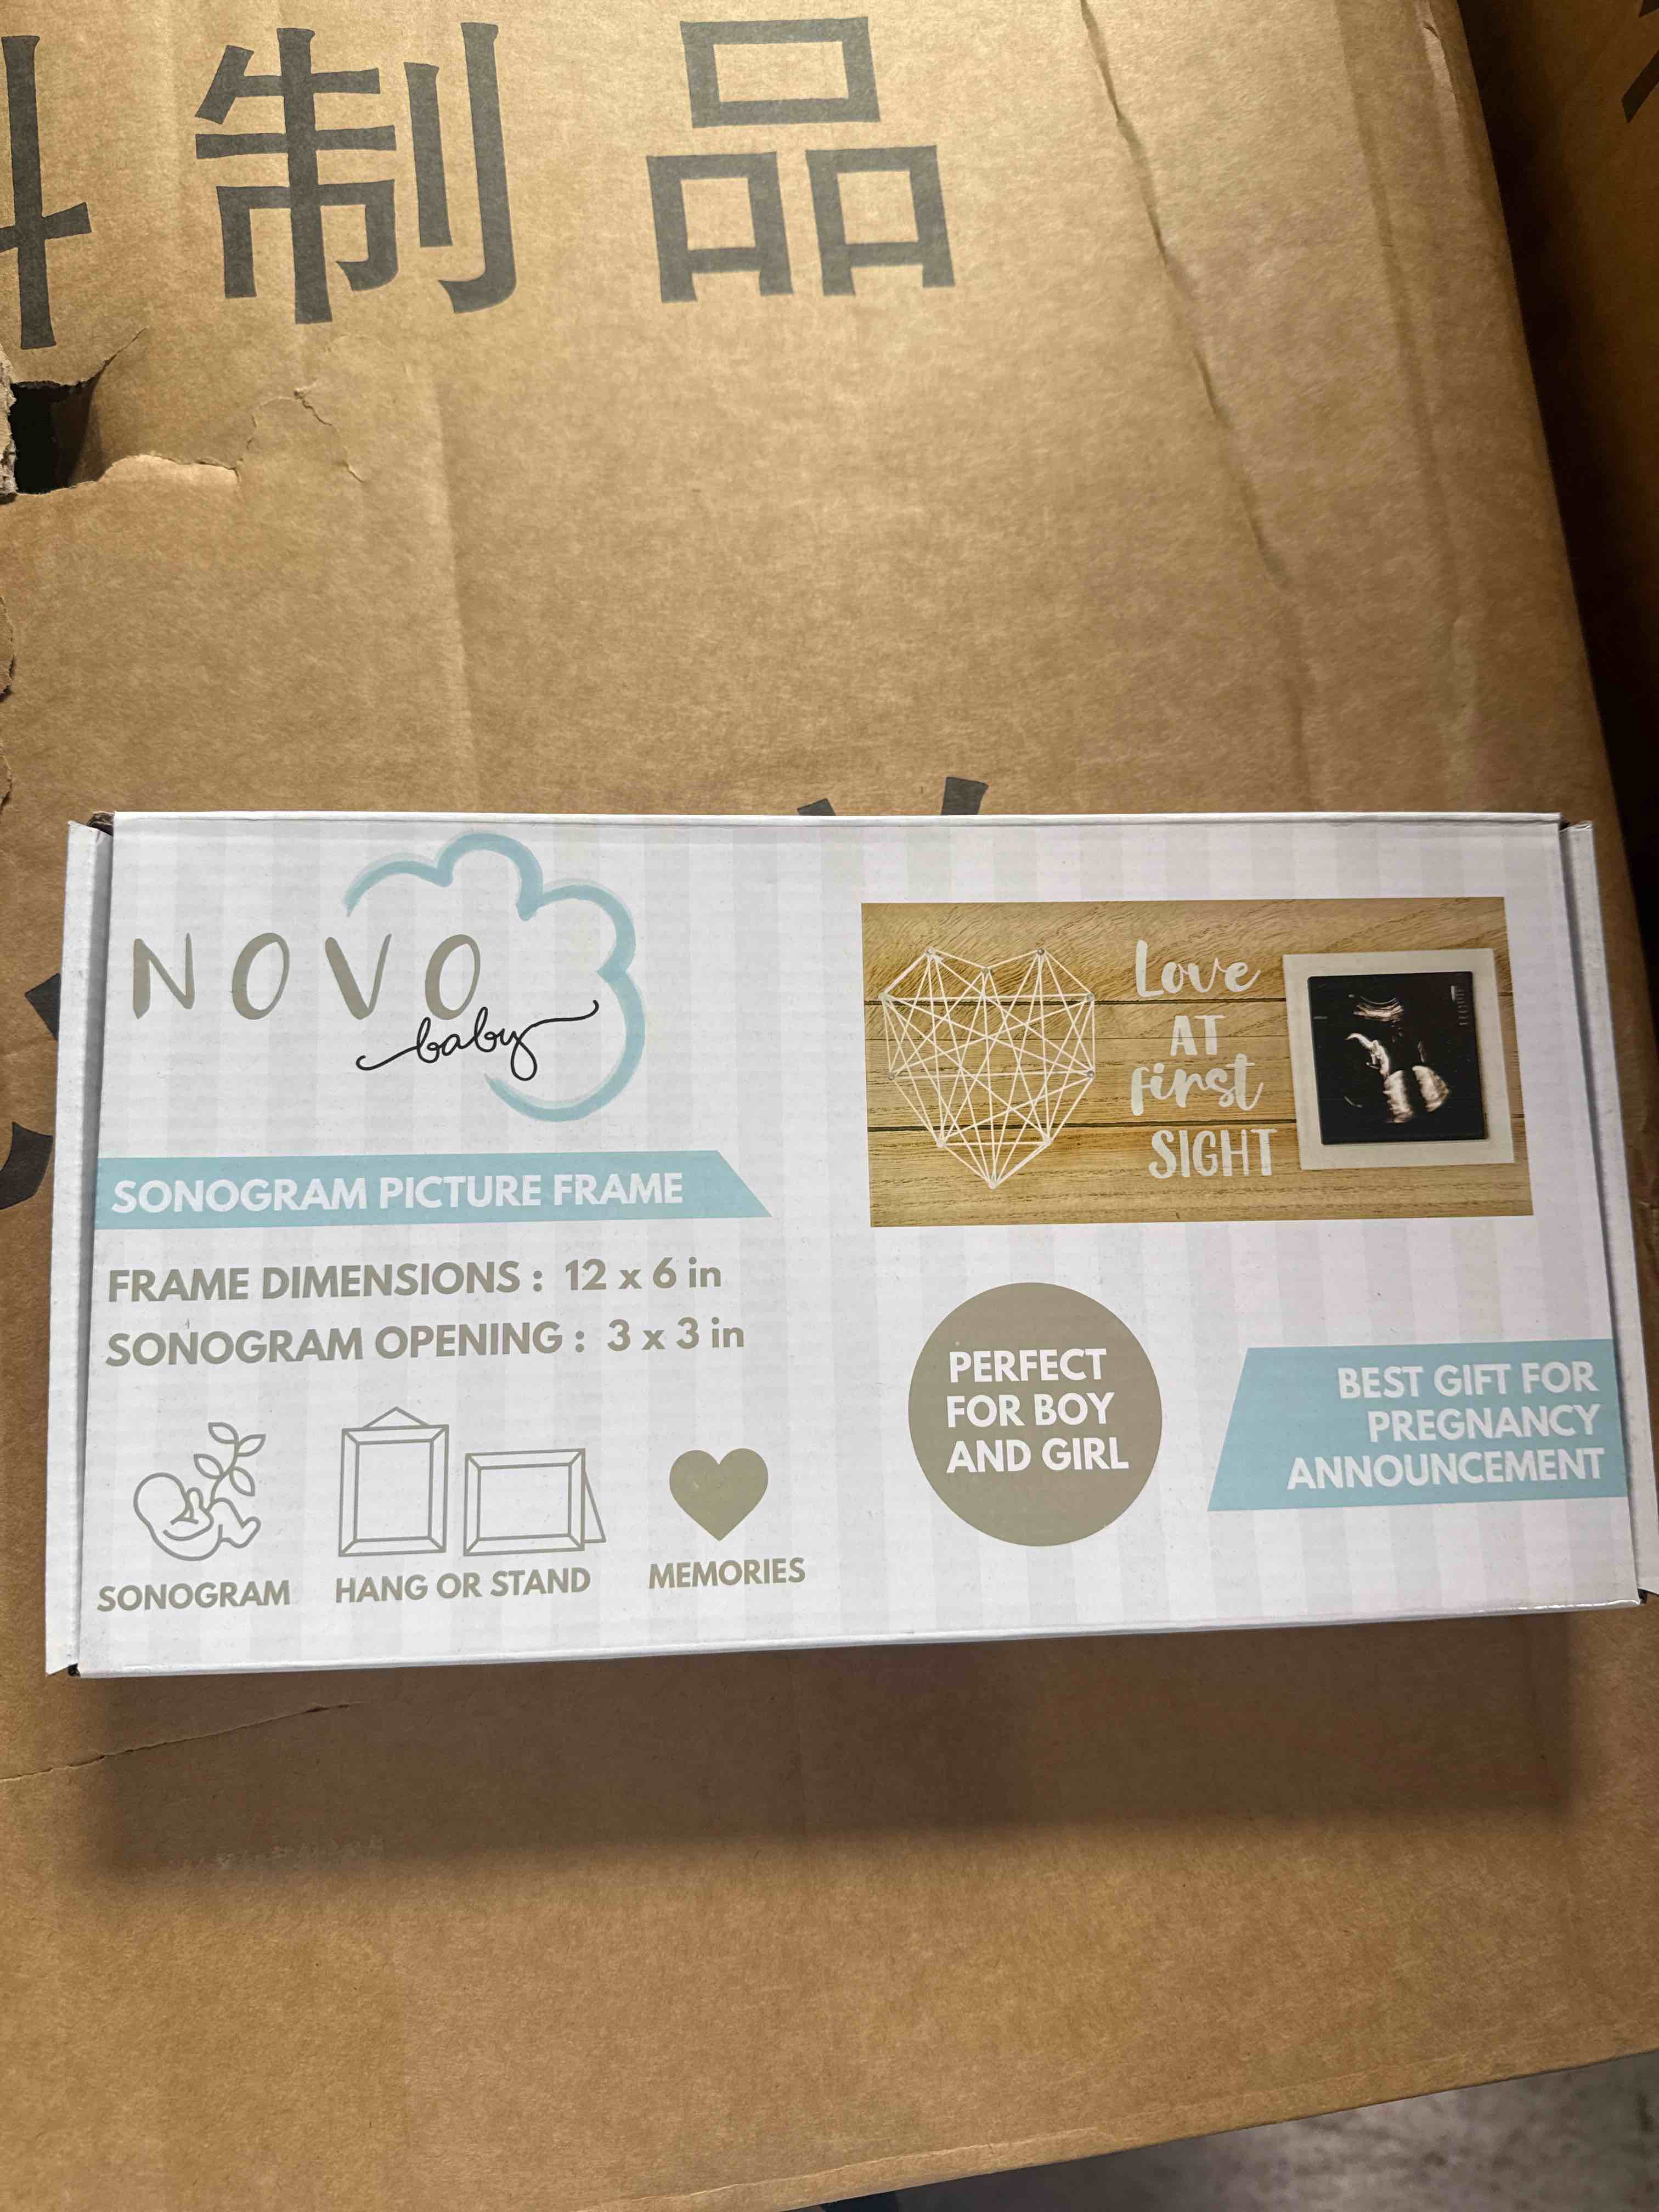 制品
NOVO
baby
SONOGRAM PICTURE FRAME
FRAME DIMENSIONS : 12 x 6 in
SONOGRAM OPENING : 3 x 3 in
SONOGRAM
HANG OR STAND
MEMORIES
Love
AT
first
SIGHT
PERFECT
FOR BOY
AND GIRL
BEST GIFT FOR
PREGNANCY
ANNOUNCEMENT